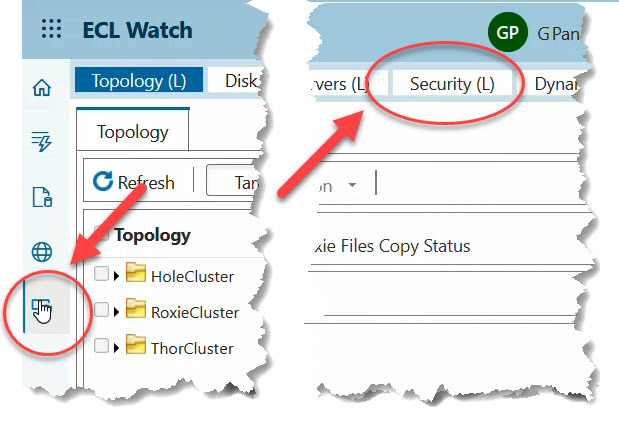 ECL Watch
GP G Pan
Topology (L) Disk
vers (L) Security (L) Dynam
Topology
Refresh Tar
on
Topology
xie Files Copy Status
HoleCluster
RoxieCluster
ThorCluster